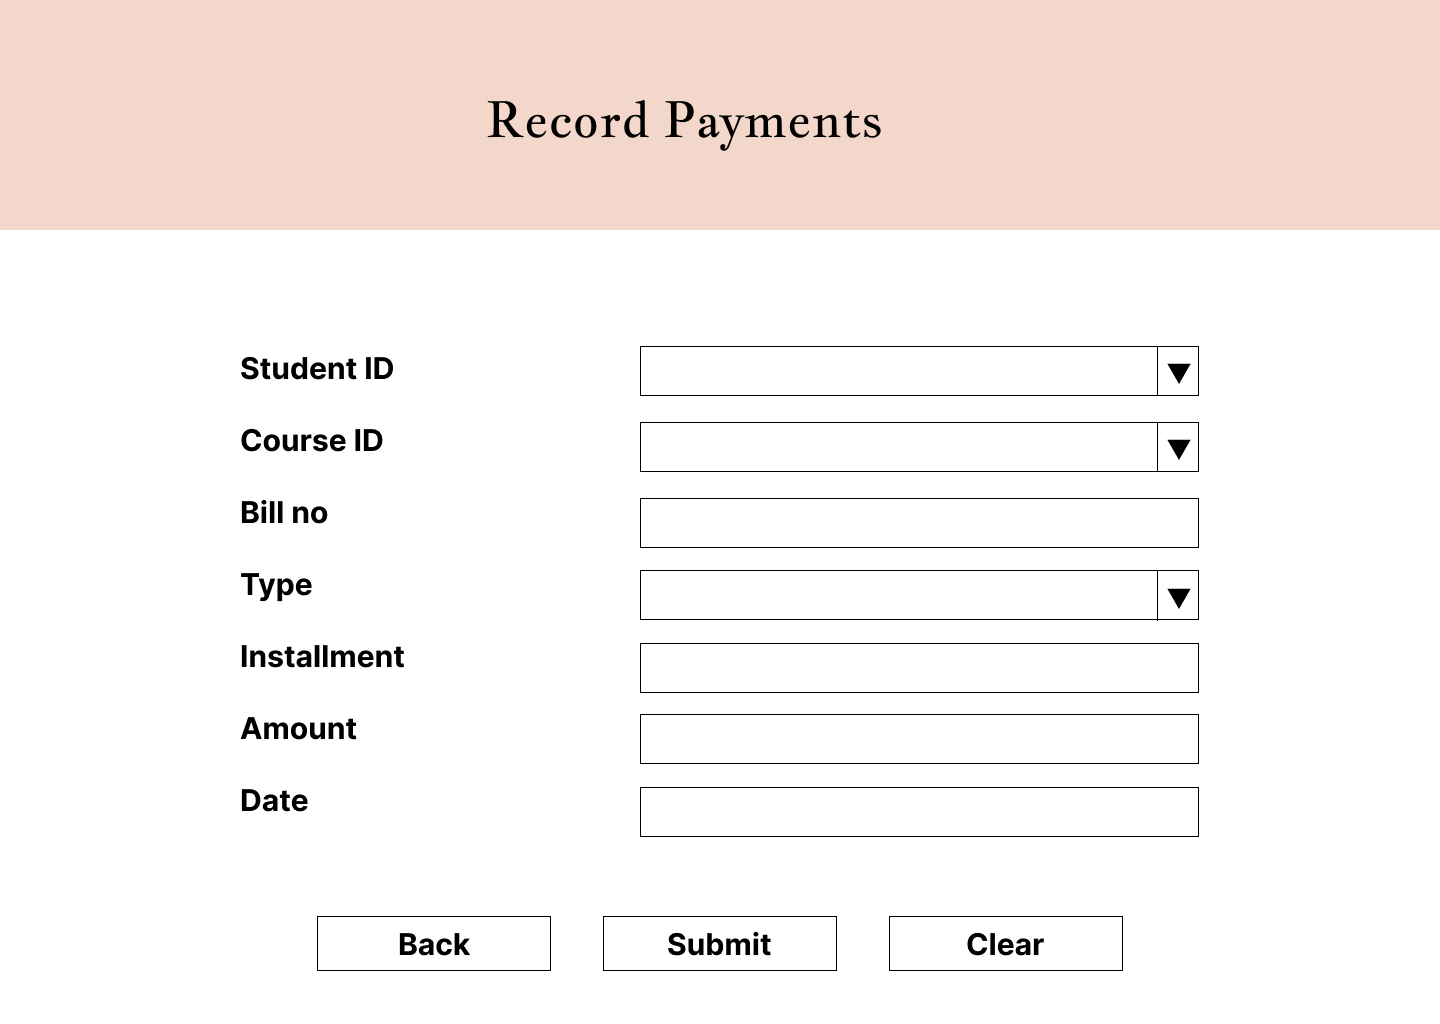 Record Payments
Student ID
Course ID
Bill no
Type
Installment
Amount
Date
Back Submit Clear